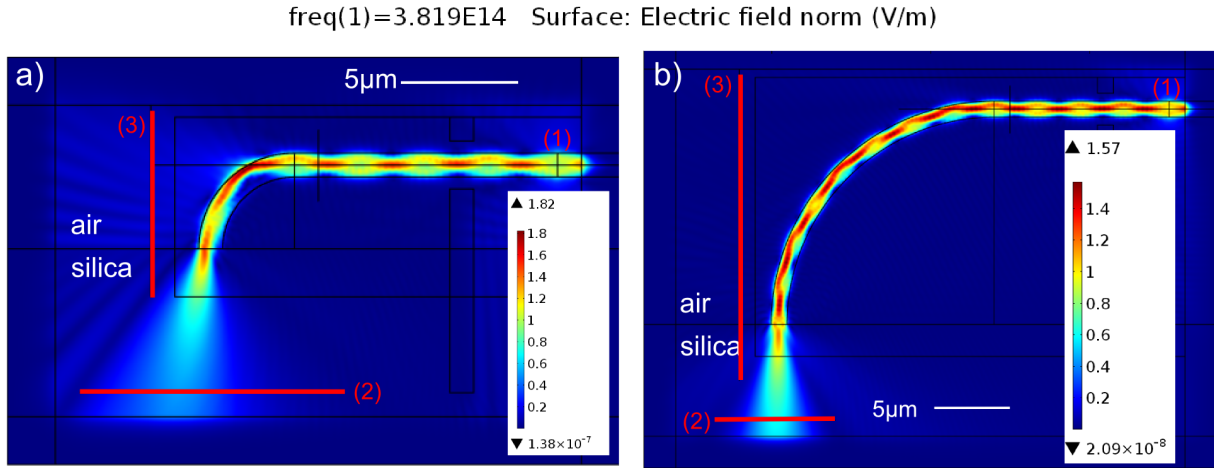 freq(1)=3.819E14 Surface: Electric field norm (V/m)
a)
5µm
(3)
(1)
air
silica
(2)
▲ 1.82
1.8
1.6
1.4
1.2
1
0.8
0.6
0.4
0.2
▼ 1.38×10⁻⁷
b)
(3)
(1)
air
silica
(2)
5µm
▲ 1.57
1.4
1.2
1
0.8
0.6
0.4
0.2
▼ 2.09×10⁻⁸